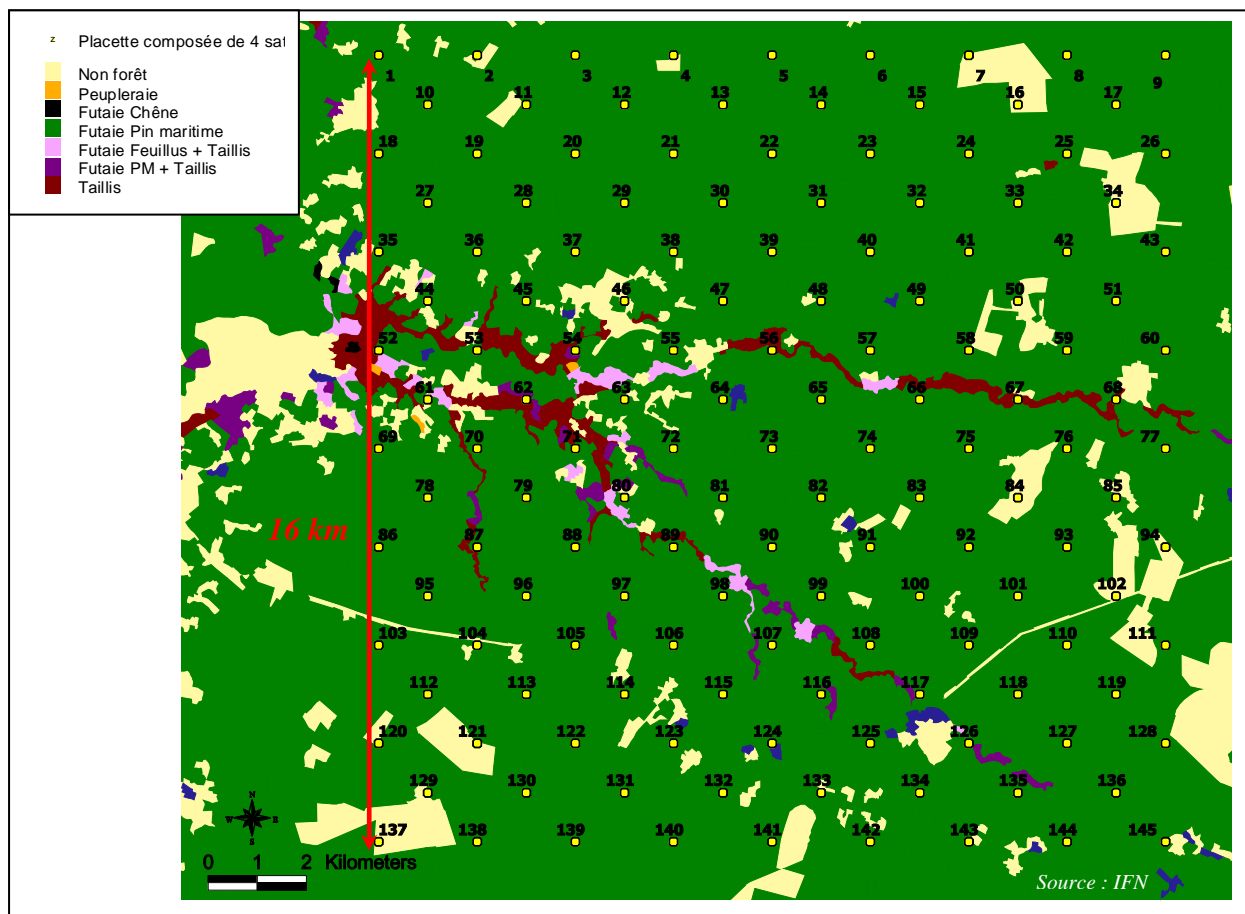 z Placette composée de 4 sat
Non forêt
Peupleraie
Futaie Chêne
Futaie Pin maritime
Futaie Feuillus + Taillis
Futaie PM + Taillis
Taillis
1 2 3 4 5 6 7 8 9
10 11 12 13 14 15 16 17
18 19 20 21 22 23 24 25 26
27 28 29 30 31 32 33 34
35 36 37 38 39 40 41 42 43
44 45 46 47 48 49 50 51
52 53 54 55 56 57 58 59 60
61 62 63 64 65 66 67 68
69 70 71 72 73 74 75 76 77
78 79 80 81 82 83 84 85
16 km
86 87 88 89 90 91 92 93 94
95 96 97 98 99 100 101 102
103 104 105 106 107 108 109 110 111
112 113 114 115 116 117 118 119
120 121 122 123 124 125 126 127 128
129 130 131 132 133 134 135 136
N
W E
S
137 138 139 140 141 142 143 144 145
0 1 2 Kilometers
Source : IFN